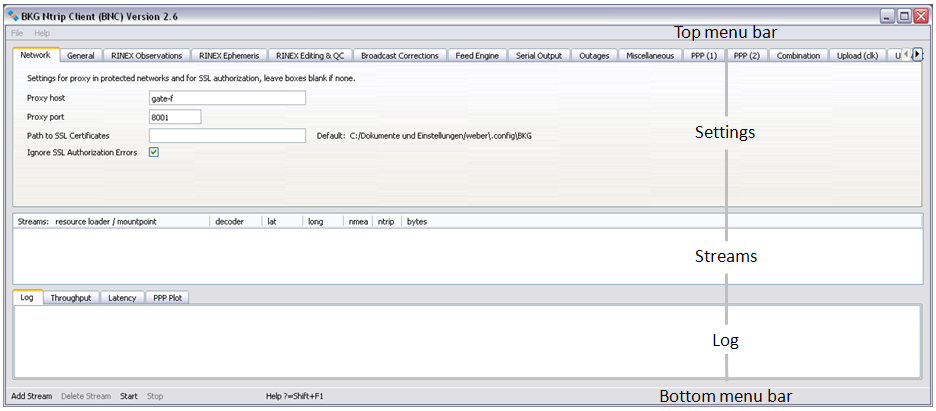 BKG Ntrip Client (BNC) Version 2.6
File Help
Top menu bar
Network General RINEX Observations RINEX Ephemeris RINEX Editing & QC Broadcast Corrections Feed Engine Serial Output Outages Miscellaneous PPP (1) PPP (2) Combination Upload (clk)
Settings for proxy in protected networks and for SSL authorization, leave boxes blank if none.
Proxy host gate-f
Proxy port 8001
Settings
Path to SSL Certificates Default: C:/Dokumente und Einstellungen/weber\.config\BKG
Ignore SSL Authorization Errors
Streams: resource loader / mountpoint decoder lat long nmea ntrip bytes
Streams
Log Throughput Latency PPP Plot
Log
Add Stream Delete Stream Start Stop Help ?=Shift+F1
Bottom menu bar